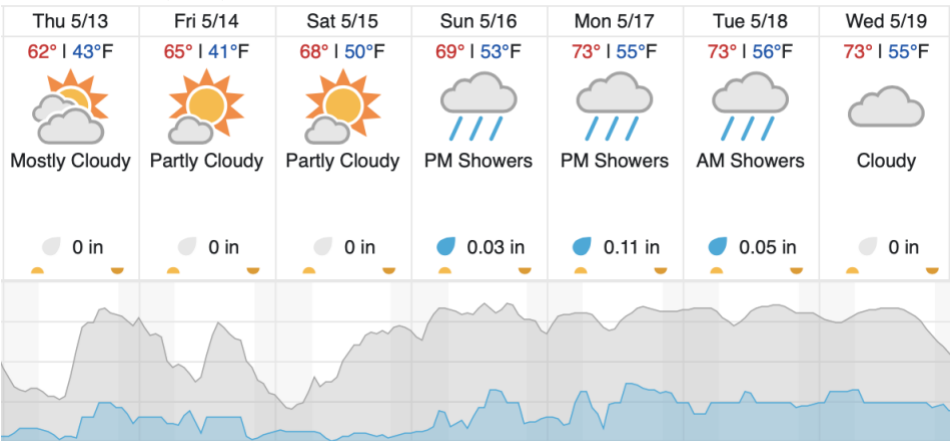 Thu 5/13 Fri 5/14 Sat 5/15 Sun 5/16 Mon 5/17 Tue 5/18 Wed 5/19
62° | 43°F 65° | 41°F 68° | 50°F 69° | 53°F 73° | 55°F 73° | 56°F 73° | 55°F
Mostly Cloudy Partly Cloudy Partly Cloudy PM Showers PM Showers AM Showers Cloudy
0 in 0 in 0 in 0.03 in 0.11 in 0.05 in 0 in